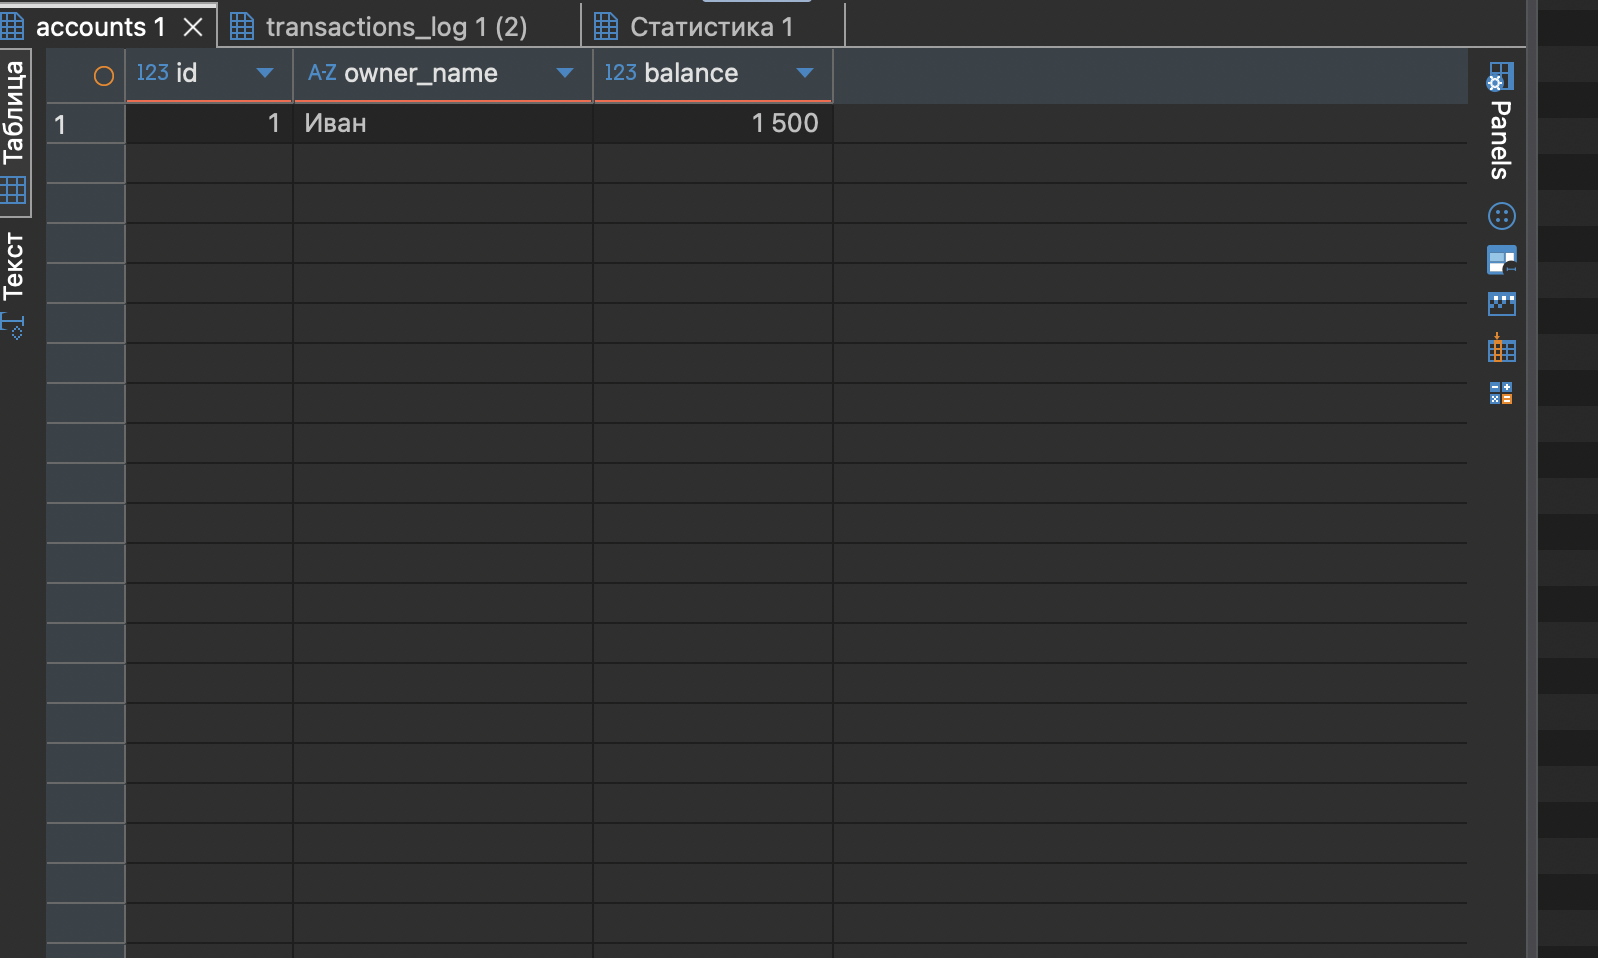 accounts 1
transactions_log 1 (2)
Статистика 1
Таблица
Текст
123 id
A-Z owner_name
123 balance
1
1
Иван
1 500
Panels